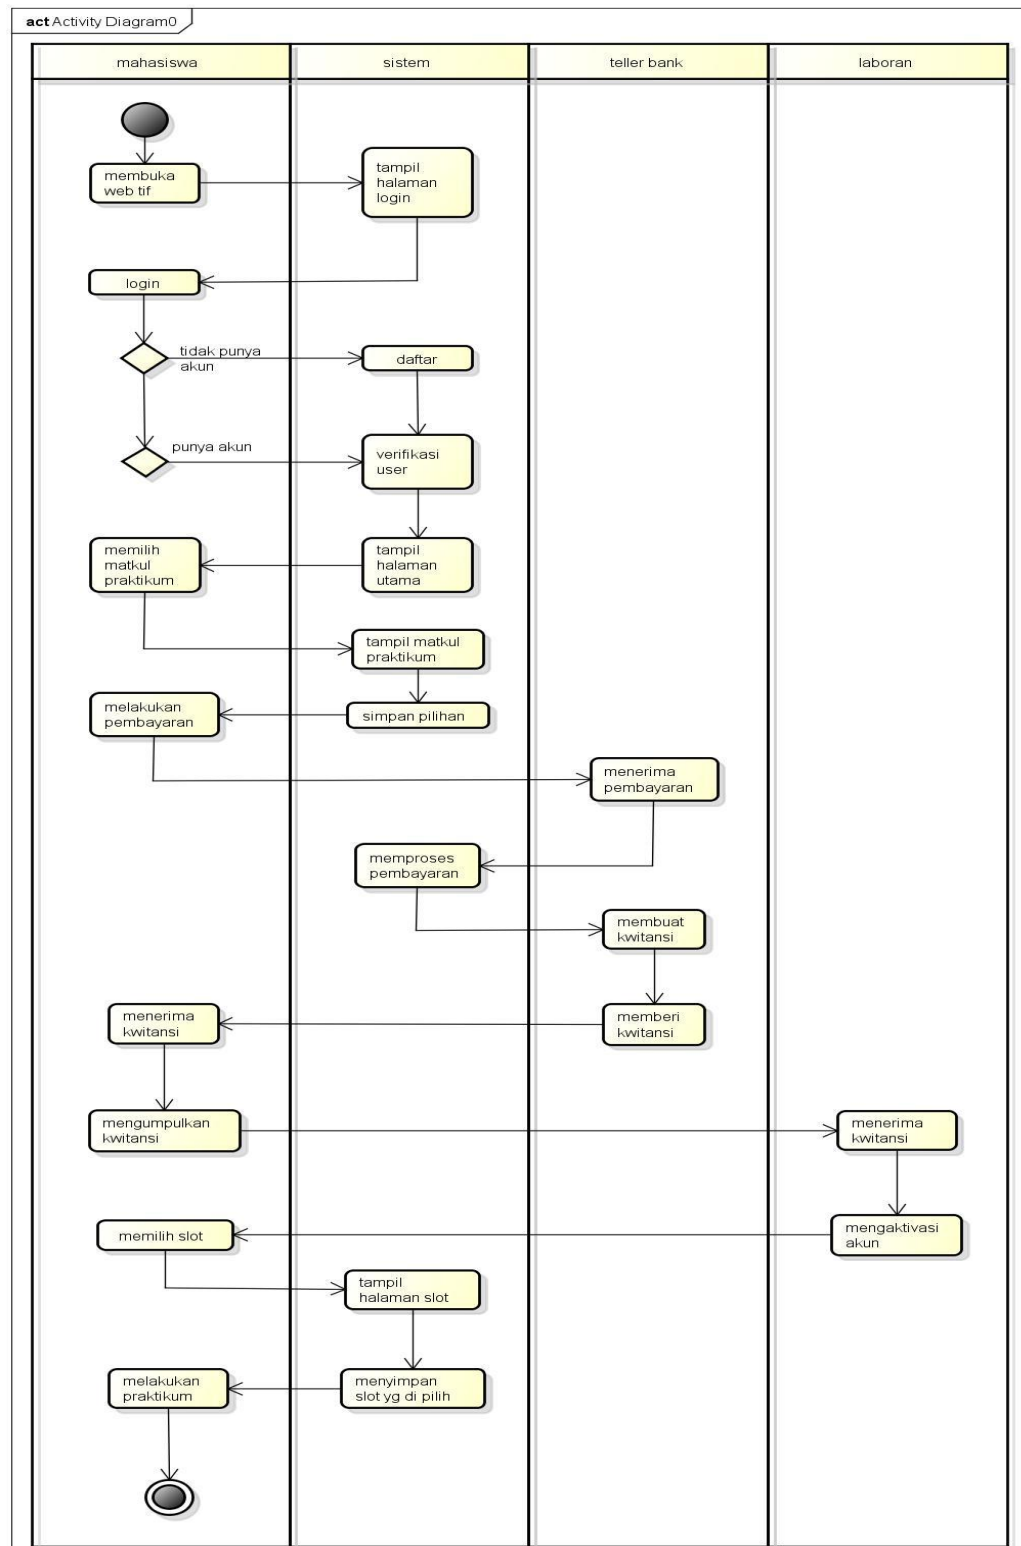 act Activity Diagram0
mahasiswa
sistem
teller bank
laboran
membuka
web tif
tampil
halaman
login
login
tidak punya
akun
daftar
punya akun
verifikasi
user
memilih
matkul
praktikum
tampil
halaman
utama
tampil matkul
praktikum
melakukan
pembayaran
simpan pilihan
menerima
pembayaran
memproses
pembayaran
membuat
kwitansi
menerima
kwitansi
memberi
kwitansi
mengumpulkan
kwitansi
menerima
kwitansi
memilih slot
mengaktivasi
akun
tampil
halaman slot
melakukan
praktikum
menyimpan
slot yg di pilih